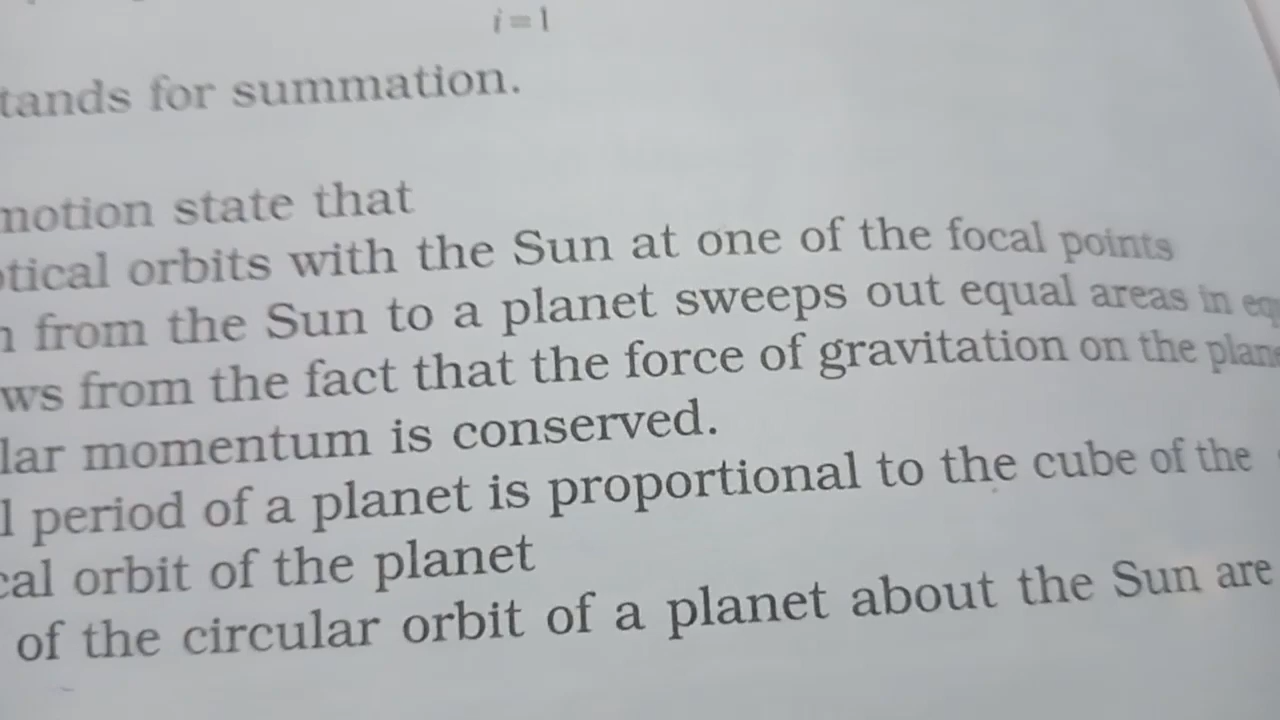 i=1
tands for summation.
motion state that
ptical orbits with the Sun at one of the focal points
from the Sun to a planet sweeps out equal areas in eq
ws from the fact that the force of gravitation on the plane
lar momentum is conserved.
l period of a planet is proportional to the cube of the
cal orbit of the planet
of the circular orbit of a planet about the Sun are